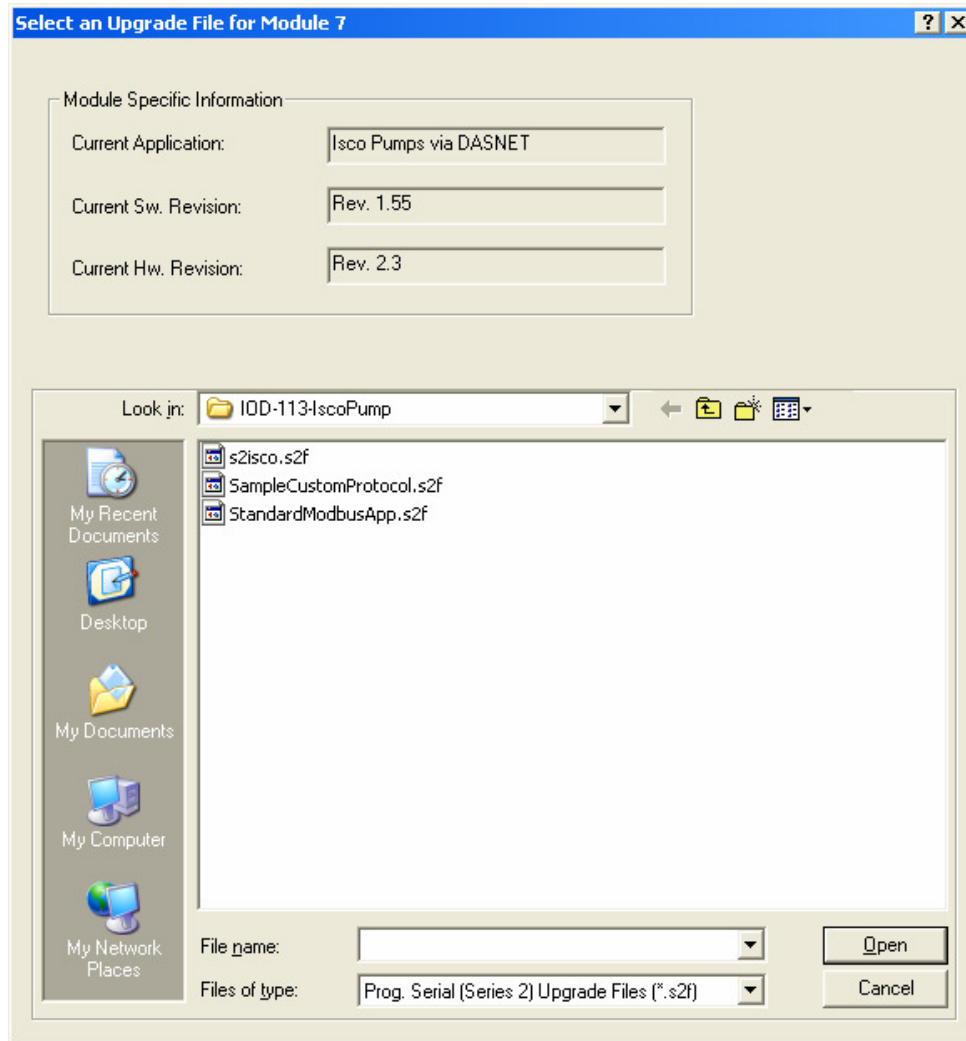 Select an Upgrade File for Module 7
Module Specific Information
Current Application:
Isco Pumps via DASNET
Current Sw. Revision:
Rev. 1.55
Current Hw. Revision:
Rev. 2.3
Look in:
IOD-113-IscoPump
s2isco.s2f
SampleCustomProtocol.s2f
StandardModbusApp.s2f
My Recent
Documents
Desktop
My Documents
My Computer
My Network
Places
File name:
Open
Files of type:
Prog. Serial (Series 2) Upgrade Files (*.s2f)
Cancel